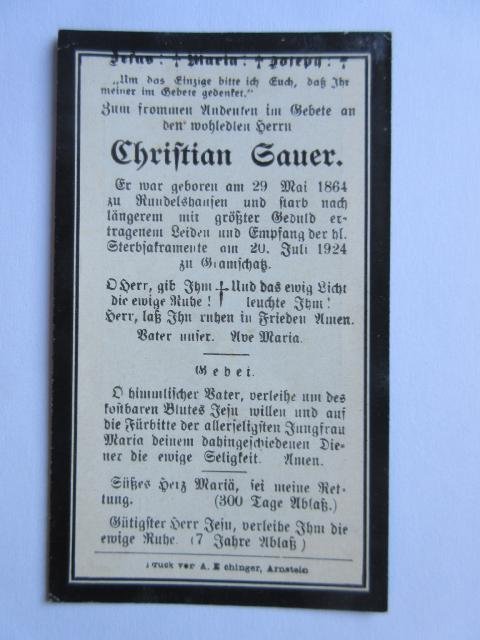 Jesus! † Maria! † Joseph! †
„Um das Einzige bitte ich Euch, daß Ihr
meiner im Gebete gedenket.“
Zum frommen Andenken im Gebete an
den wohledlen Herrn
Christian Sauer.
Er war geboren am 29 Mai 1864
zu Rundelshausen und starb nach
längerem mit größter Geduld er-
tragenem Leiden und Empfang der hl.
Sterbsakramente am 20. Juli 1924
zu Gramschatz.
O Herr, gib Ihm † Und das ewig Licht
die ewige Ruhe! leuchte Ihm!
Herr, laß Ihn ruhen in Frieden Amen.
Vater unser. Ave Maria.
Gebet.
O himmlischer Vater, verleihe um des
kostbaren Blutes Jesu willen und auf
die Fürbitte der allerseligsten Jungfrau
Maria deinem dahingeschiedenen Die-
ner die ewige Seligkeit. Amen.
Süßes Herz Mariä, sei meine Ret-
tung. (300 Tage Ablaß.)
Gütigster Herr Jesu, verleihe Ihm die
ewige Ruhe. (7 Jahre Ablaß)
Druck von A. Echinger, Arnstein